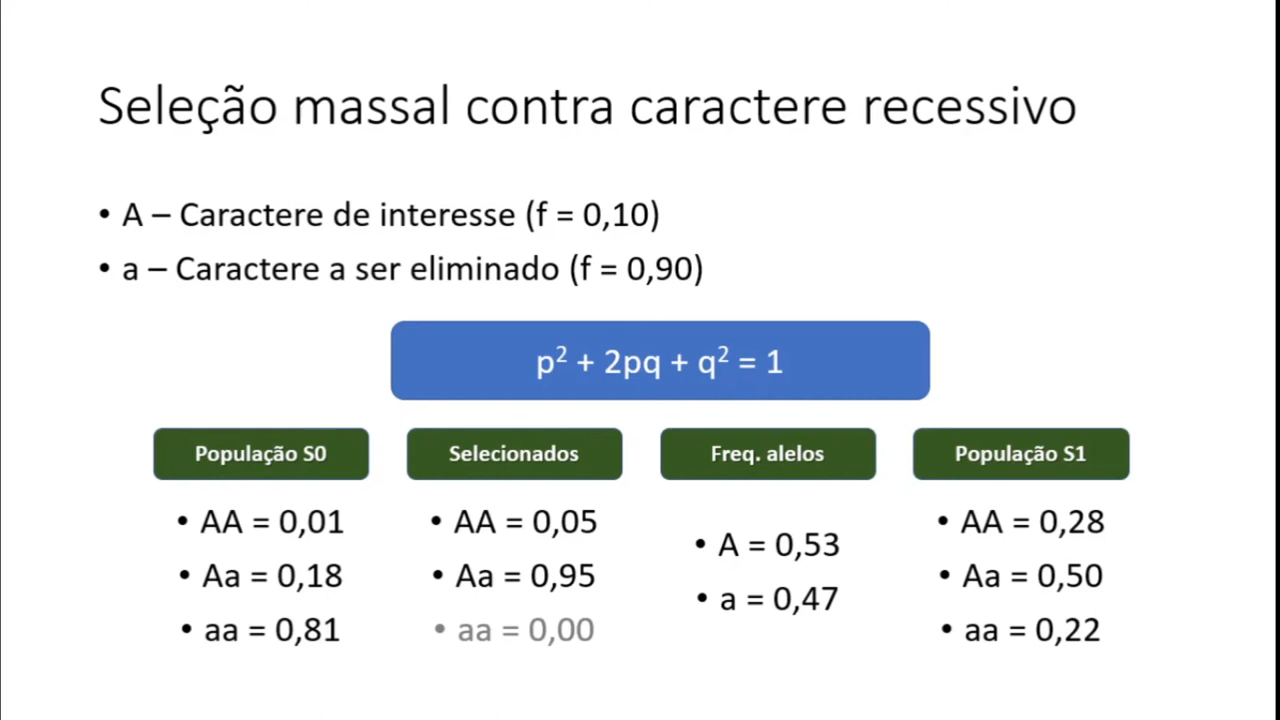 Seleção massal contra caractere recessivo
• A – Caractere de interesse (f = 0,10)
• a – Caractere a ser eliminado (f = 0,90)
p² + 2pq + q² = 1
População S0
• AA = 0,01
• Aa = 0,18
• aa = 0,81
Selecionados
• AA = 0,05
• Aa = 0,95
• aa = 0,00
Freq. alelos
• A = 0,53
• a = 0,47
População S1
• AA = 0,28
• Aa = 0,50
• aa = 0,22